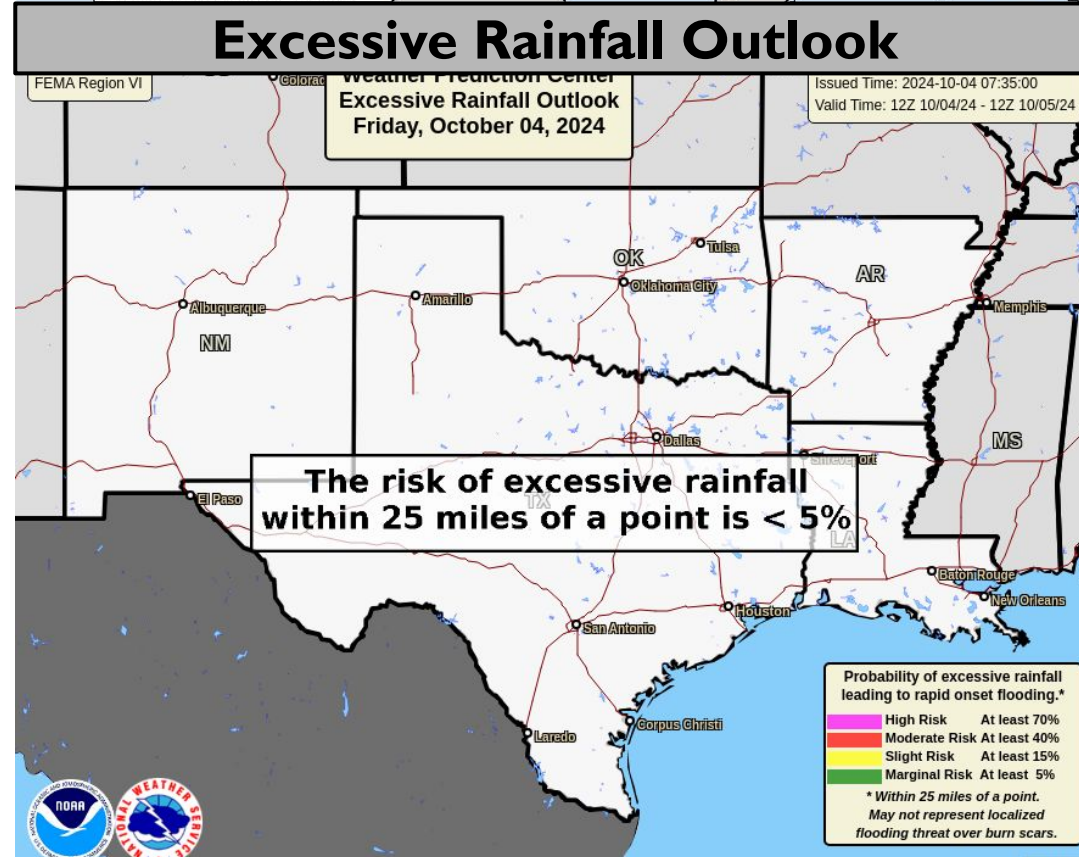 Excessive Rainfall Outlook
FEMA Region VI
Weather Prediction Center
Excessive Rainfall Outlook
Friday, October 04, 2024
Issued Time: 2024-10-04 07:35:00
Valid Time: 12Z 10/04/24 - 12Z 10/05/24
Colorad
Tulsa
OK
Oklahoma City
AR
Amarillo
Albuquerque
Memphis
NM
Dallas
MS
Shreveport
The risk of excessive rainfall
within 25 miles of a point is < 5%
TX
El Paso
LA
Baton Rouge
New Orleans
Houston
San Antonio
Corpus Christi
Laredo
Probability of excessive rainfall
leading to rapid onset flooding.*
High Risk At least 70%
Moderate Risk At least 40%
Slight Risk At least 15%
Marginal Risk At least 5%
* Within 25 miles of a point.
May not represent localized
flooding threat over burn scars.
NOAA
NATIONAL WEATHER SERVICE